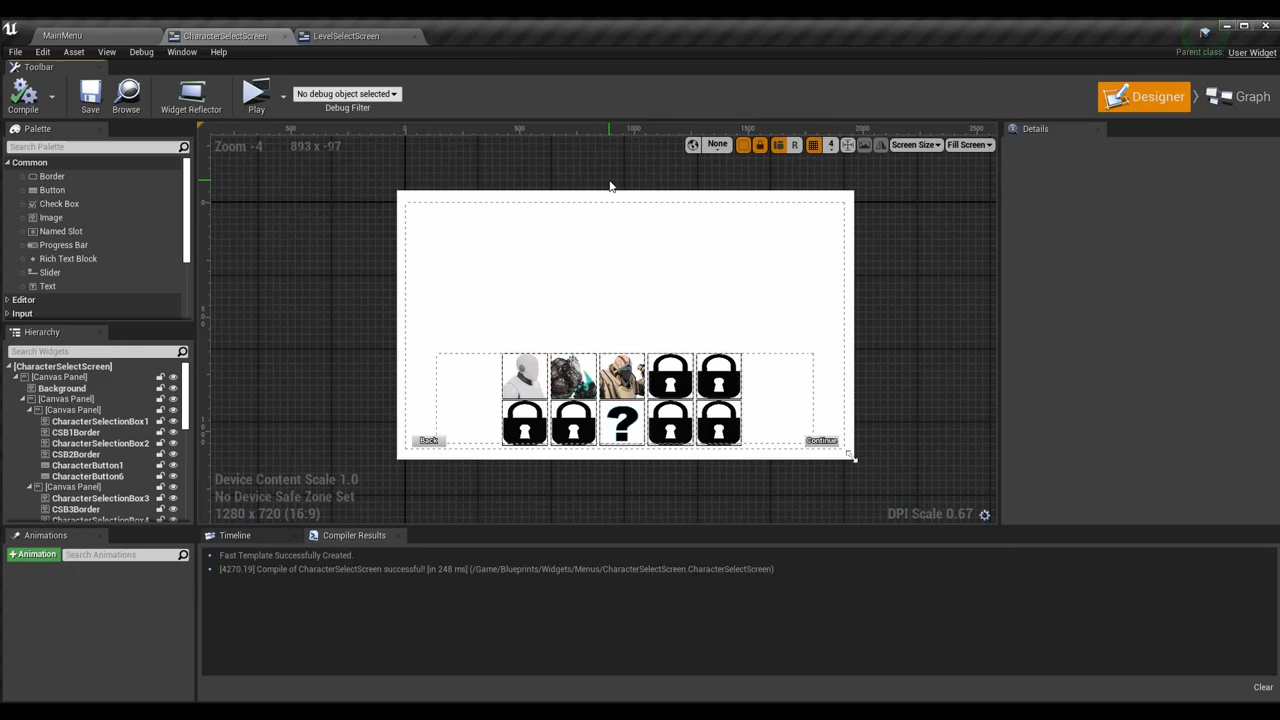 MainMenu
CharacterSelectScreen
LevelSelectScreen
File Edit Asset View Debug Window Help
Parent class: User Widget
Toolbar
Compile
Save
Browse
Widget Reflector
Play
No debug object selected
Debug Filter
Designer
Graph
Palette
Search Palette
Common
Border
Button
Check Box
Image
Named Slot
Progress Bar
Rich Text Block
Slider
Text
Editor
Input
Hierarchy
Search Widgets
[CharacterSelectScreen]
[Canvas Panel]
Background
[Canvas Panel]
[Canvas Panel]
CharacterSelectionBox1
CSB1Border
CharacterSelectionBox2
CSB2Border
CharacterButton1
CharacterButton6
[Canvas Panel]
CharacterSelectionBox3
CSB3Border
CharacterSelectionBox4
Animations
+Animation
Search Animations
500 0 500 1000 1500 2000 2500
Zoom -4 893 x -97
None
R
4
Screen Size
Fill Screen
0
500
1000
?
Back
Continue
Device Content Scale 1.0
No Device Safe Zone Set
1280 x 720 (16:9)
DPI Scale 0.67
Details
Timeline
Compiler Results
Fast Template Successfully Created.
[4270.19] Compile of CharacterSelectScreen successful! [in 248 ms] (/Game/Blueprints/Widgets/Menus/CharacterSelectScreen.CharacterSelectScreen)
Clear